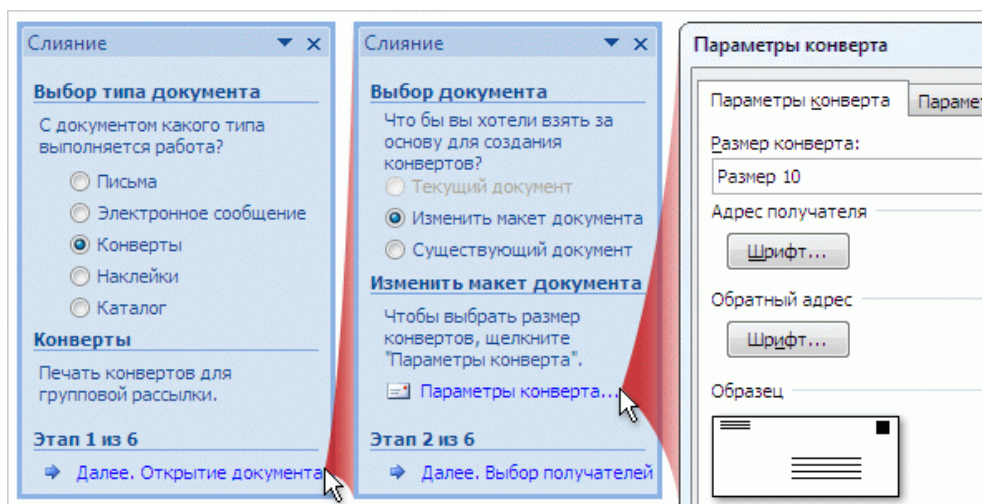 Слияние
Выбор типа документа
С документом какого типа
выполняется работа?
Письма
Электронное сообщение
Конверты
Наклейки
Каталог
Конверты
Печать конвертов для
групповой рассылки.
Этап 1 из 6
Далее. Открытие документа
Слияние
Выбор документа
Что бы вы хотели взять за
основу для создания
конвертов?
Текущий документ
Изменить макет документа
Существующий документ
Изменить макет документа
Чтобы выбрать размер
конвертов, щелкните
"Параметры конверта".
Параметры конверта...
Этап 2 из 6
Далее. Выбор получателей
Параметры конверта
Параметры конверта Парамет
Размер конверта:
Размер 10
Адрес получателя
Шрифт...
Обратный адрес
Шрифт...
Образец